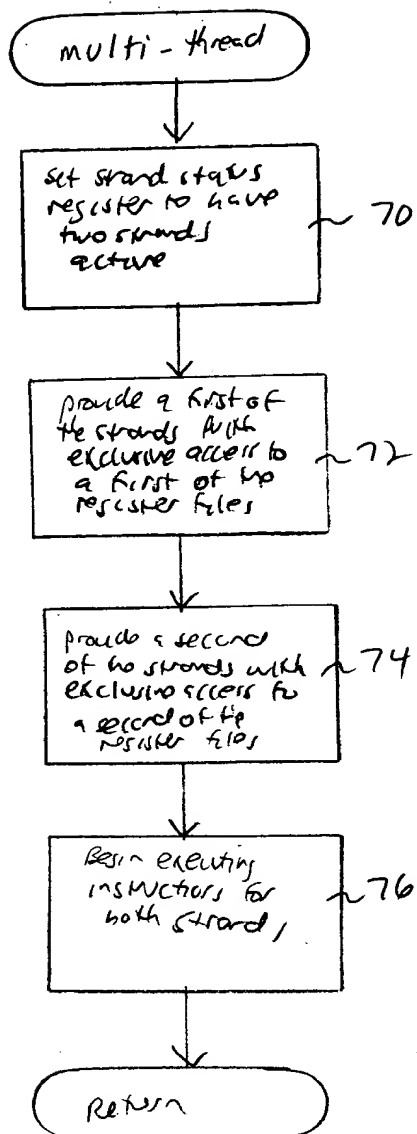 multi-thread
set strand status
register to have
two strands
active
70
provide a first of
the strands with
exclusive access to
a first of two
register files
72
provide a second
of two strands with
exclusive access to
a second of the
register files
74
Begin executing
instructions for
both strands
76
Return